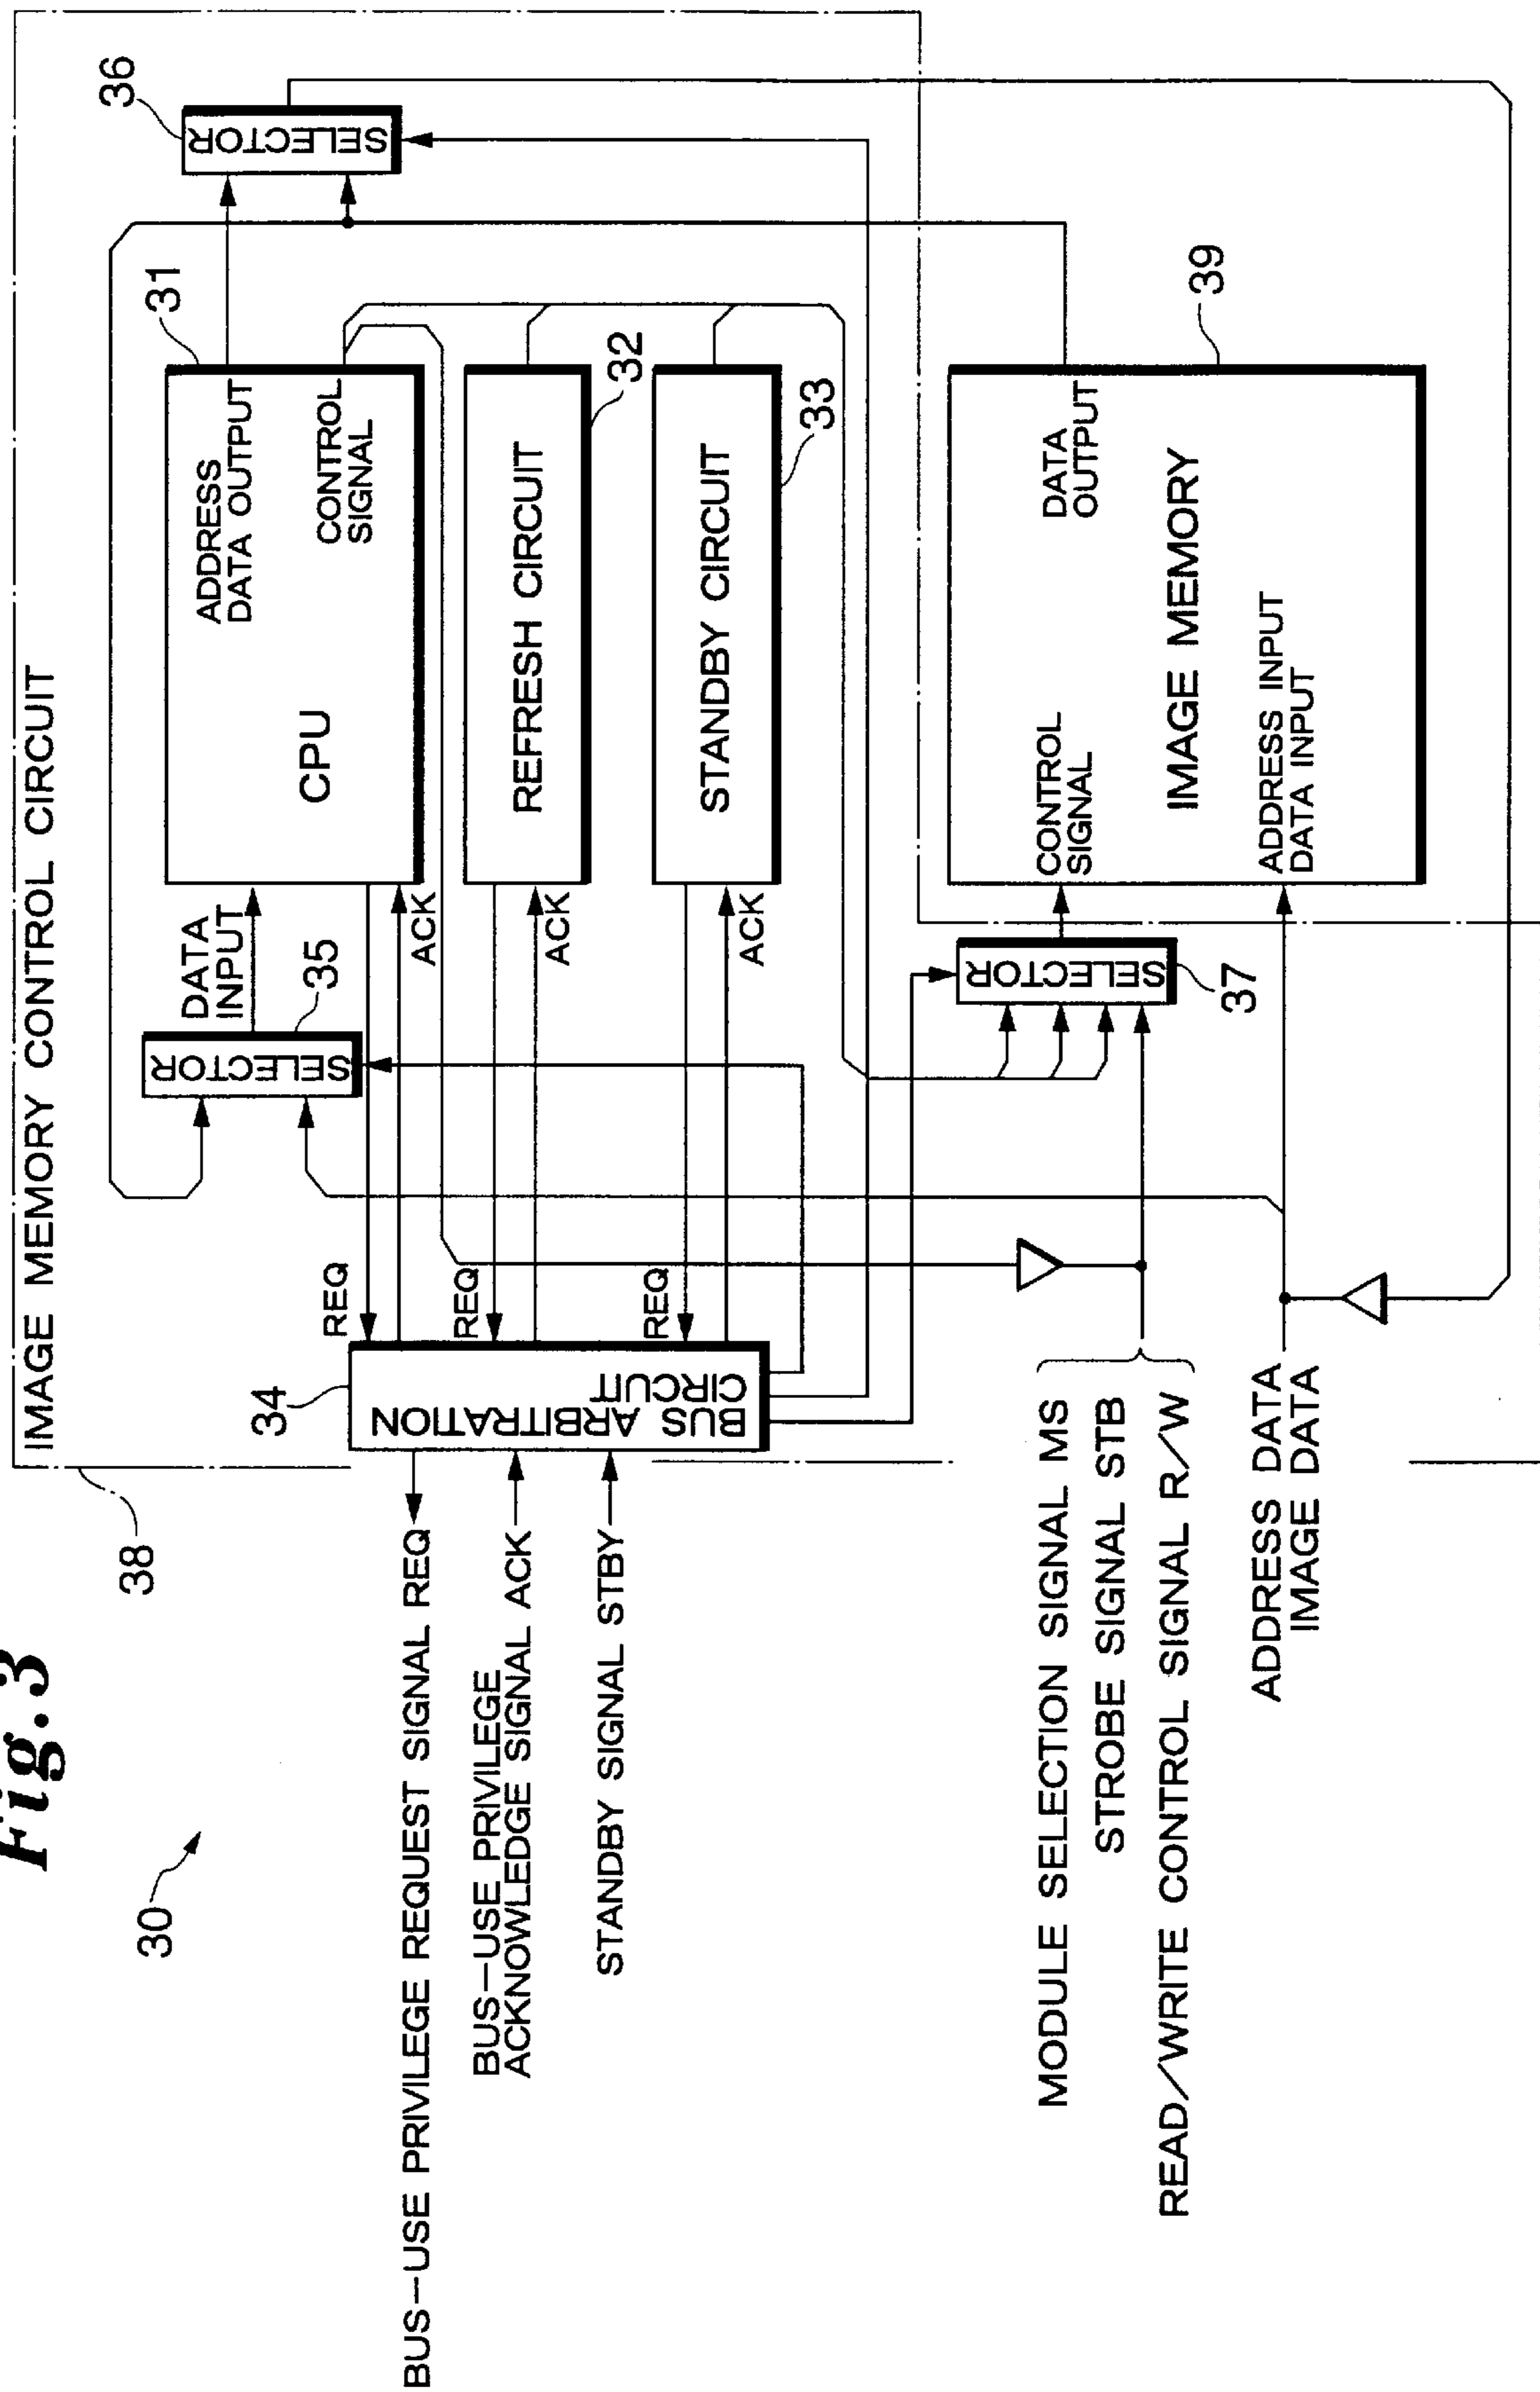 Fig.3
30
38
IMAGE MEMORY CONTROL CIRCUIT
36
SELECTOR
31
ADDRESS
DATA OUTPUT
CONTROL
SIGNAL
CPU
DATA
INPUT
35
SELECTOR
REQ
ACK
32
REFRESH CIRCUIT
REQ
ACK
33
STANDBY CIRCUIT
REQ
ACK
34
BUS ARBITRATION
CIRCUIT
BUS-USE PRIVILEGE REQUEST SIGNAL REQ
BUS-USE PRIVILEGE
ACKNOWLEDGE SIGNAL ACK
STANDBY SIGNAL STBY
39
DATA
OUTPUT
CONTROL
SIGNAL
IMAGE MEMORY
ADDRESS INPUT
DATA INPUT
SELECTOR
37
MODULE SELECTION SIGNAL MS
STROBE SIGNAL STB
READ/WRITE CONTROL SIGNAL R/W
ADDRESS DATA
IMAGE DATA